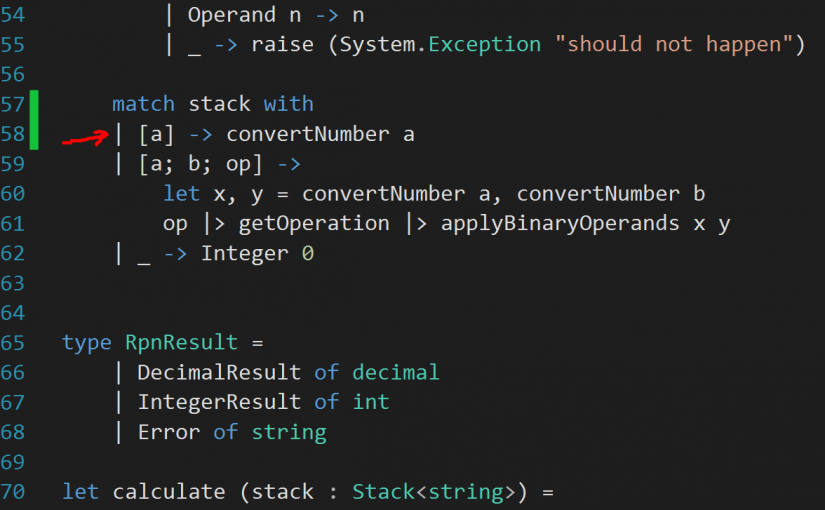 54 | Operand n -> n
55 | _ -> raise (System.Exception "should not happen")
56
57 match stack with
58 | [a] -> convertNumber a
59 | [a; b; op] ->
60 let x, y = convertNumber a, convertNumber b
61 op |> getOperation |> applyBinaryOperands x y
62 | _ -> Integer 0
63
64
65 type RpnResult =
66 | DecimalResult of decimal
67 | IntegerResult of int
68 | Error of string
69
70 let calculate (stack : Stack<string>) =